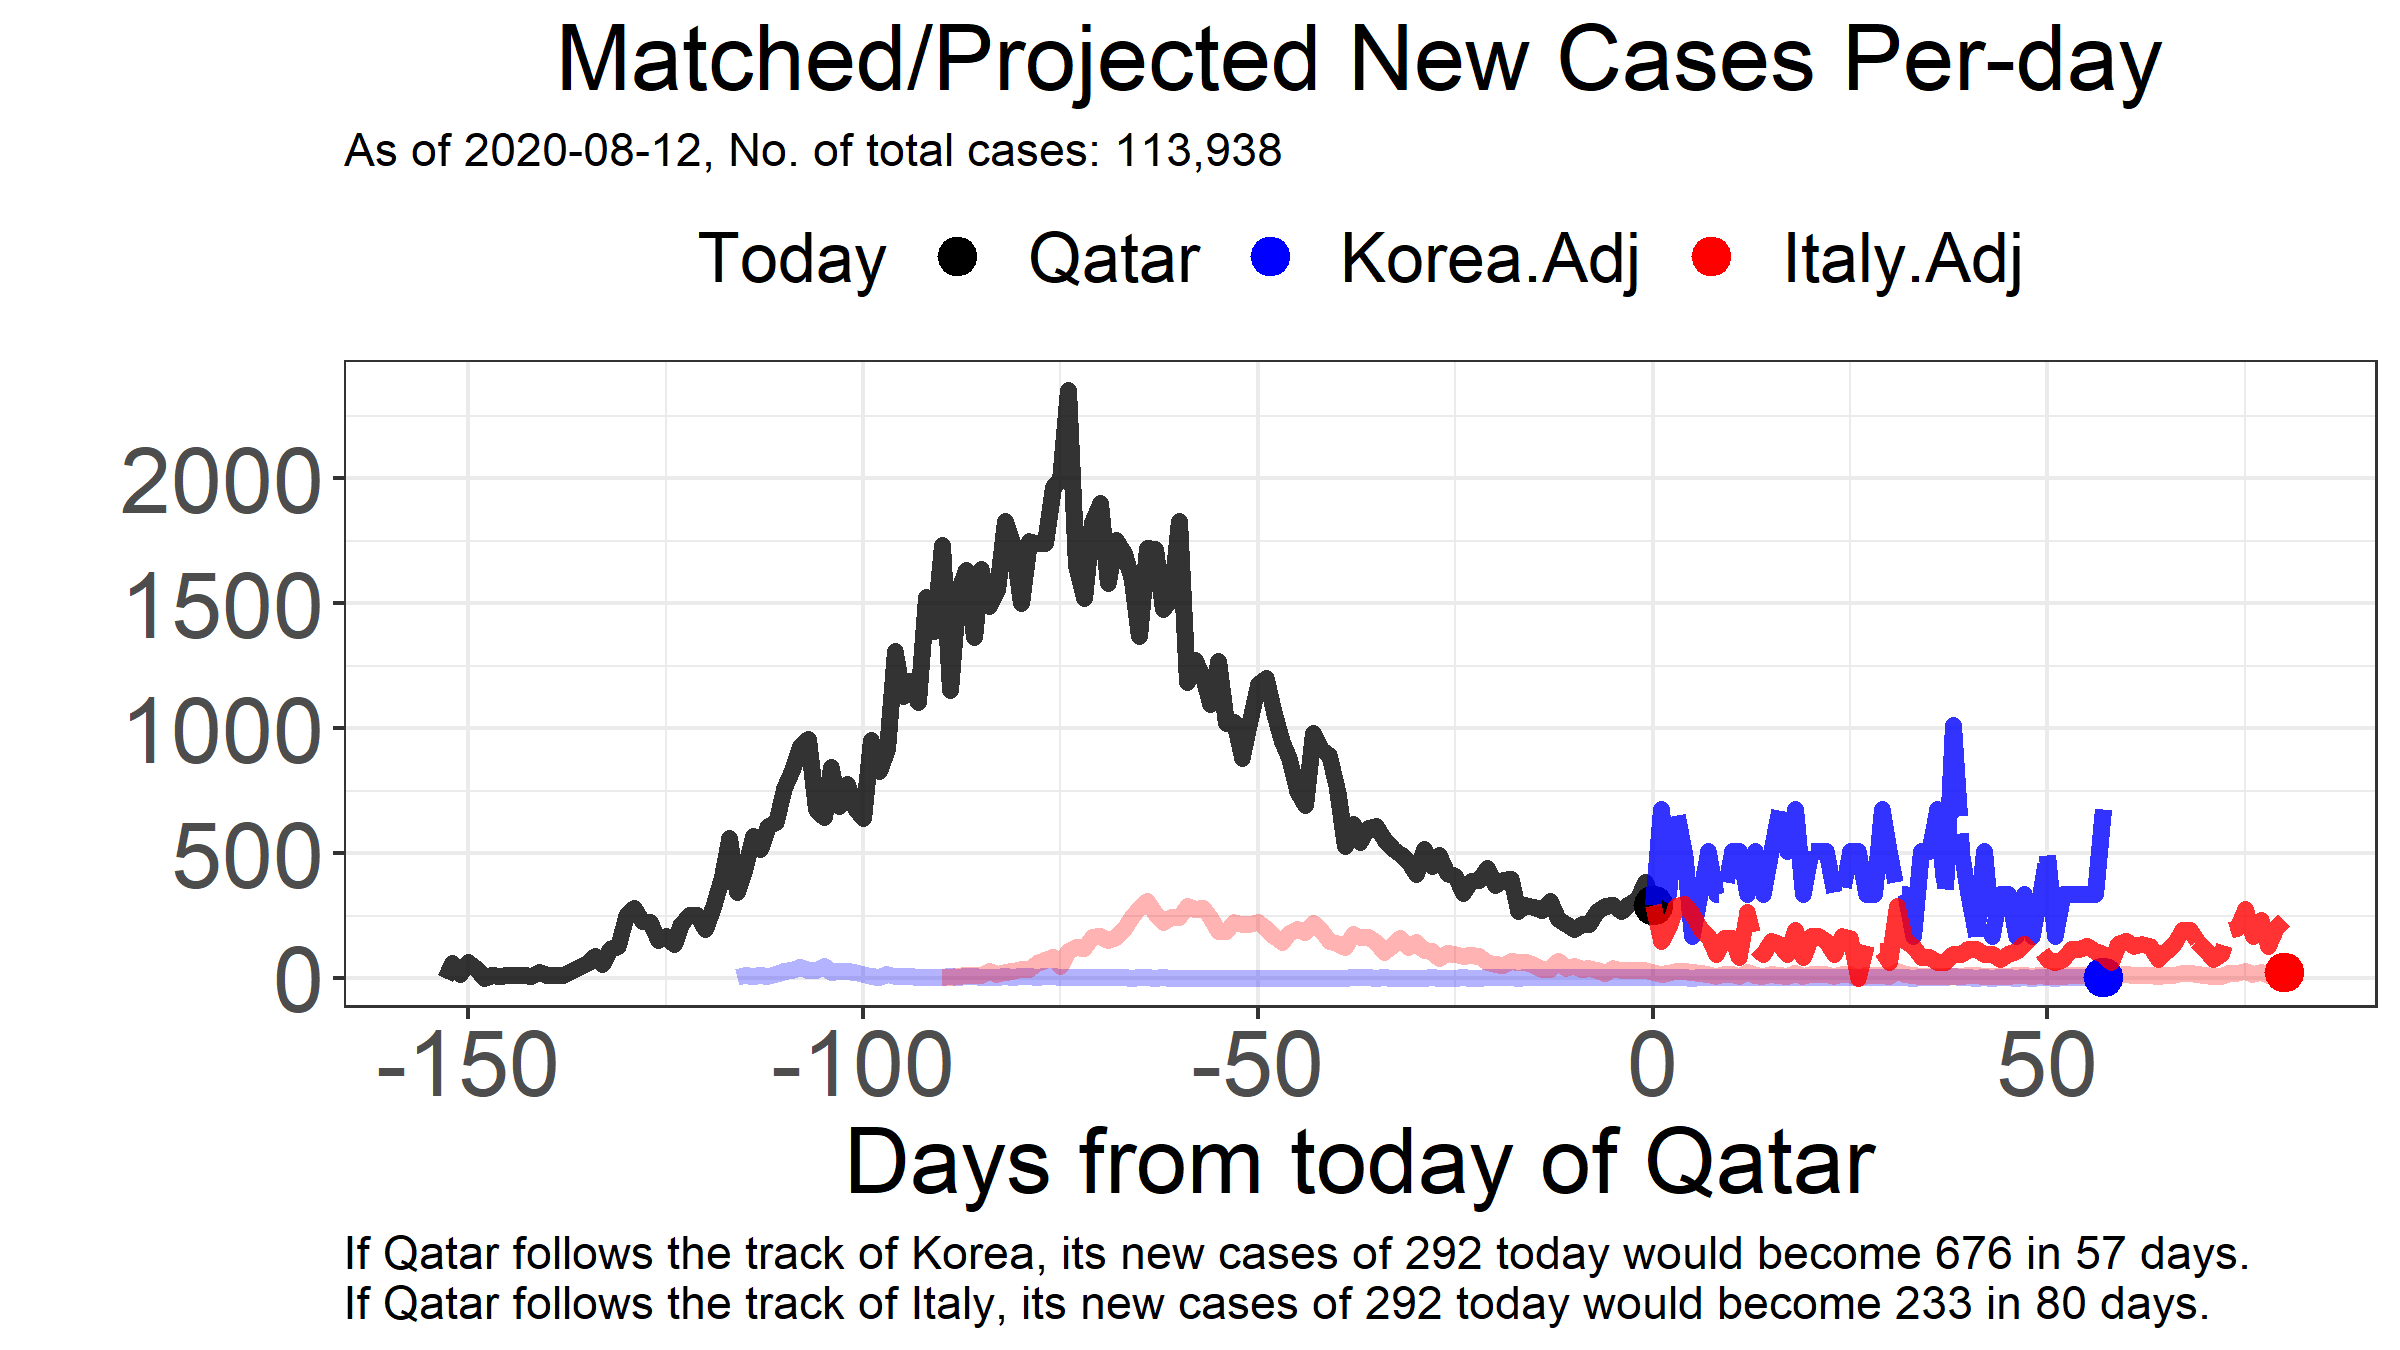 Matched/Projected New Cases Per-day
As of 2020-08-12, No. of total cases: 113,938
Today Qatar Korea.Adj Italy.Adj
2000
1500
1000
500
0
-150 -100 -50 0 50
Days from today of Qatar
If Qatar follows the track of Korea, its new cases of 292 today would become 676 in 57 days.
If Qatar follows the track of Italy, its new cases of 292 today would become 233 in 80 days.